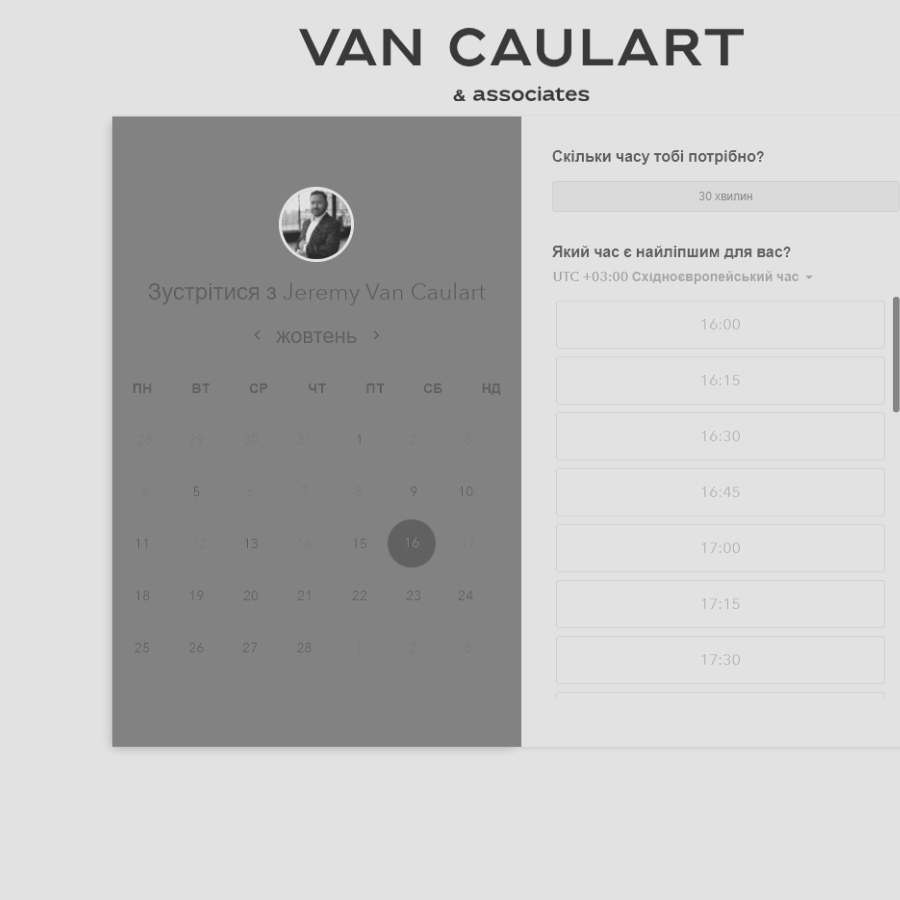 VAN CAULART
& associates
Зустрітися з Jeremy Van Caulart
жовтень
ПН ВТ СР ЧТ ПТ СБ НД
28 29 30 31 1 2 3
4 5 6 7 8 9 10
11 12 13 14 15 16 17
18 19 20 21 22 23 24
25 26 27 28 1 2 3
Скільки часу тобі потрібно?
30 хвилин
Який час є найліпшим для вас?
UTC +03:00 Східноєвропейський час
16:00
16:15
16:30
16:45
17:00
17:15
17:30